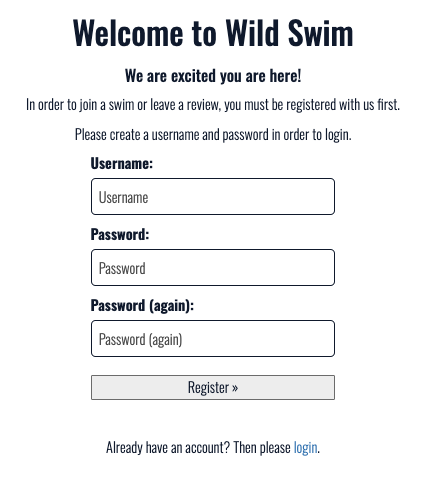 Welcome to Wild Swim
We are excited you are here!
In order to join a swim or leave a review, you must be registered with us first.
Please create a username and password in order to login.
Username:
Username
Password:
Password
Password (again):
Password (again)
Register »
Already have an account? Then please login.